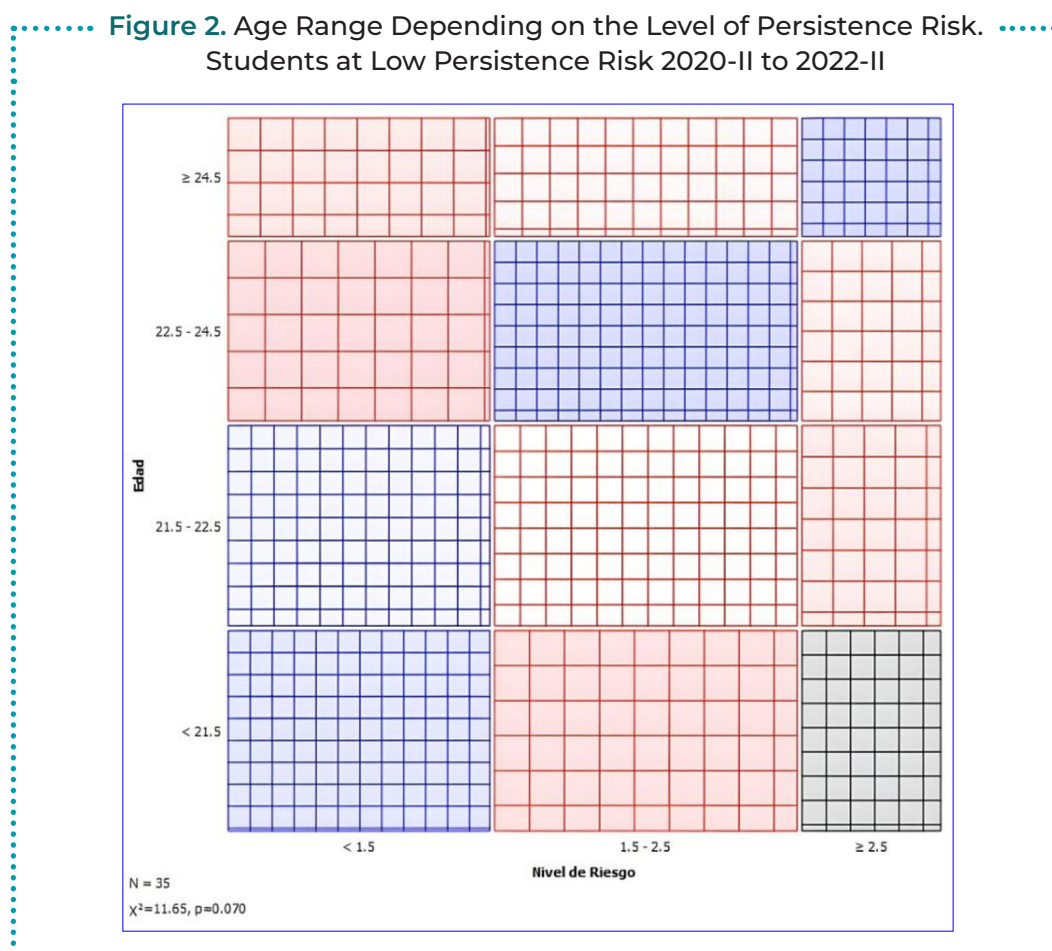 Figure 2. Age Range Depending on the Level of Persistence Risk.
Students at Low Persistence Risk 2020-II to 2022-II
≥ 24.5
22.5 - 24.5
Edad
21.5 - 22.5
< 21.5
< 1.5
1.5 - 2.5
≥ 2.5
Nivel de Riesgo
N = 35
X²=11.65, p=0.070